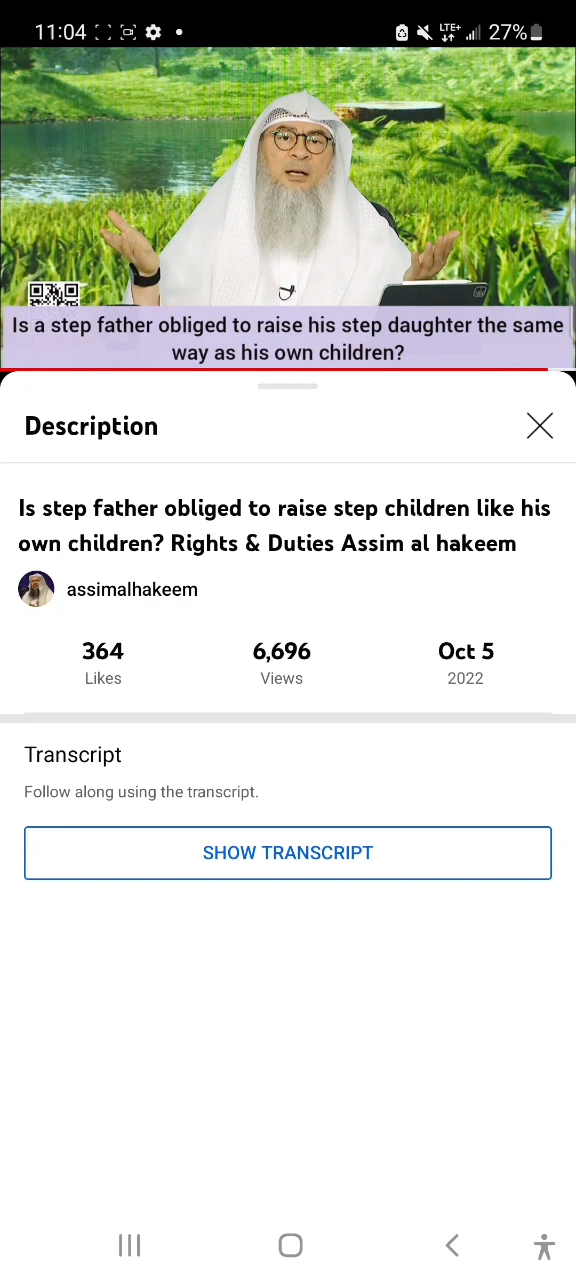 11:04
LTE+
27%
Is a step father obliged to raise his step daughter the same
way as his own children?
Description
Is step father obliged to raise step children like his
own children? Rights & Duties Assim al hakeem
assimalhakeem
364 6,696 Oct 5
Likes Views 2022
Transcript
Follow along using the transcript.
SHOW TRANSCRIPT